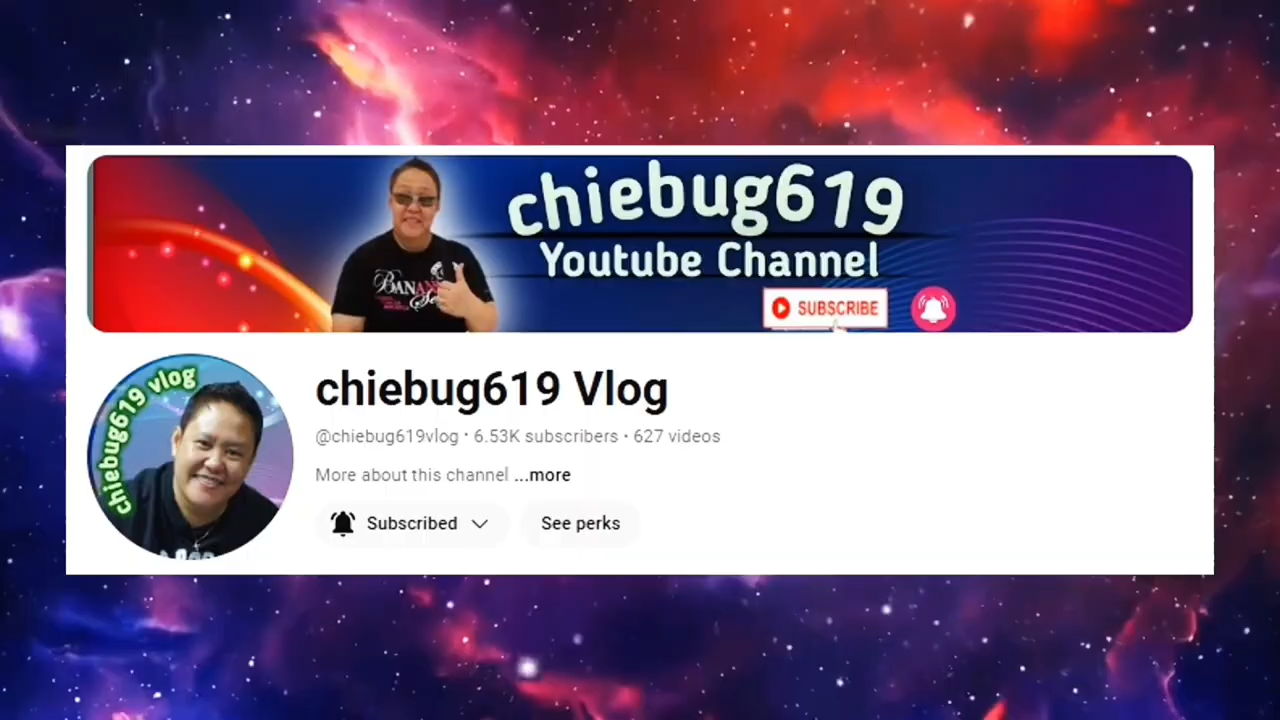 chiebug619
Youtube Channel
SUBSCRIBE
BANANA
chiebug619 vlog
chiebug619 Vlog
@chiebug619vlog • 6.53K subscribers • 627 videos
More about this channel ...more
Subscribed
See perks